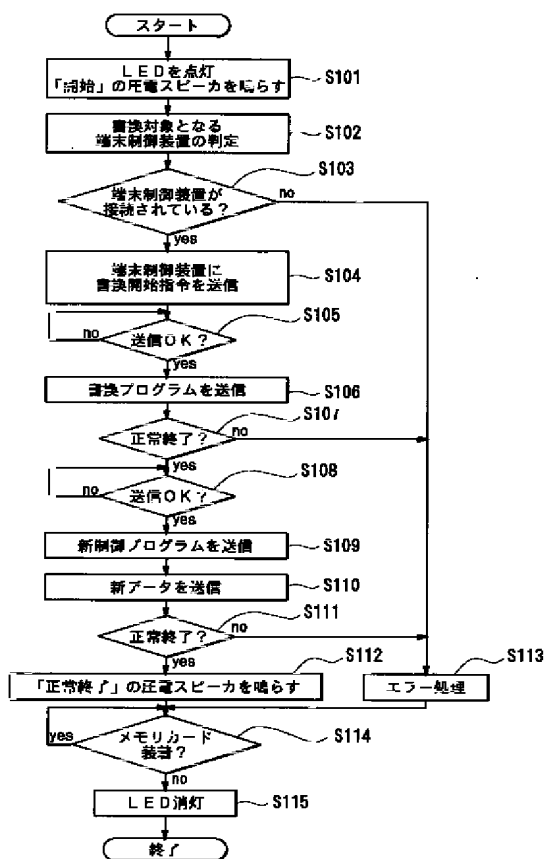 スタート
LEDを点灯
「開始」の圧電スピーカを鳴らす
S101
書換対象となる
端末制御装置の判定
S102
S103
端末制御装置が
接続されている?
no
yes
端末制御装置に
書換開始指令を送信
S104
S105
送信OK?
no
yes
書換プログラムを送信
S106
S107
正常終了?
no
yes
S108
送信OK?
no
yes
新制御プログラムを送信
S109
新データを送信
S110
S111
正常終了?
no
yes
S112
「正常終了」の圧電スピーカを鳴らす
S113
エラー処理
yes
メモリカード
装着?
S114
no
LED消灯
S115
終了